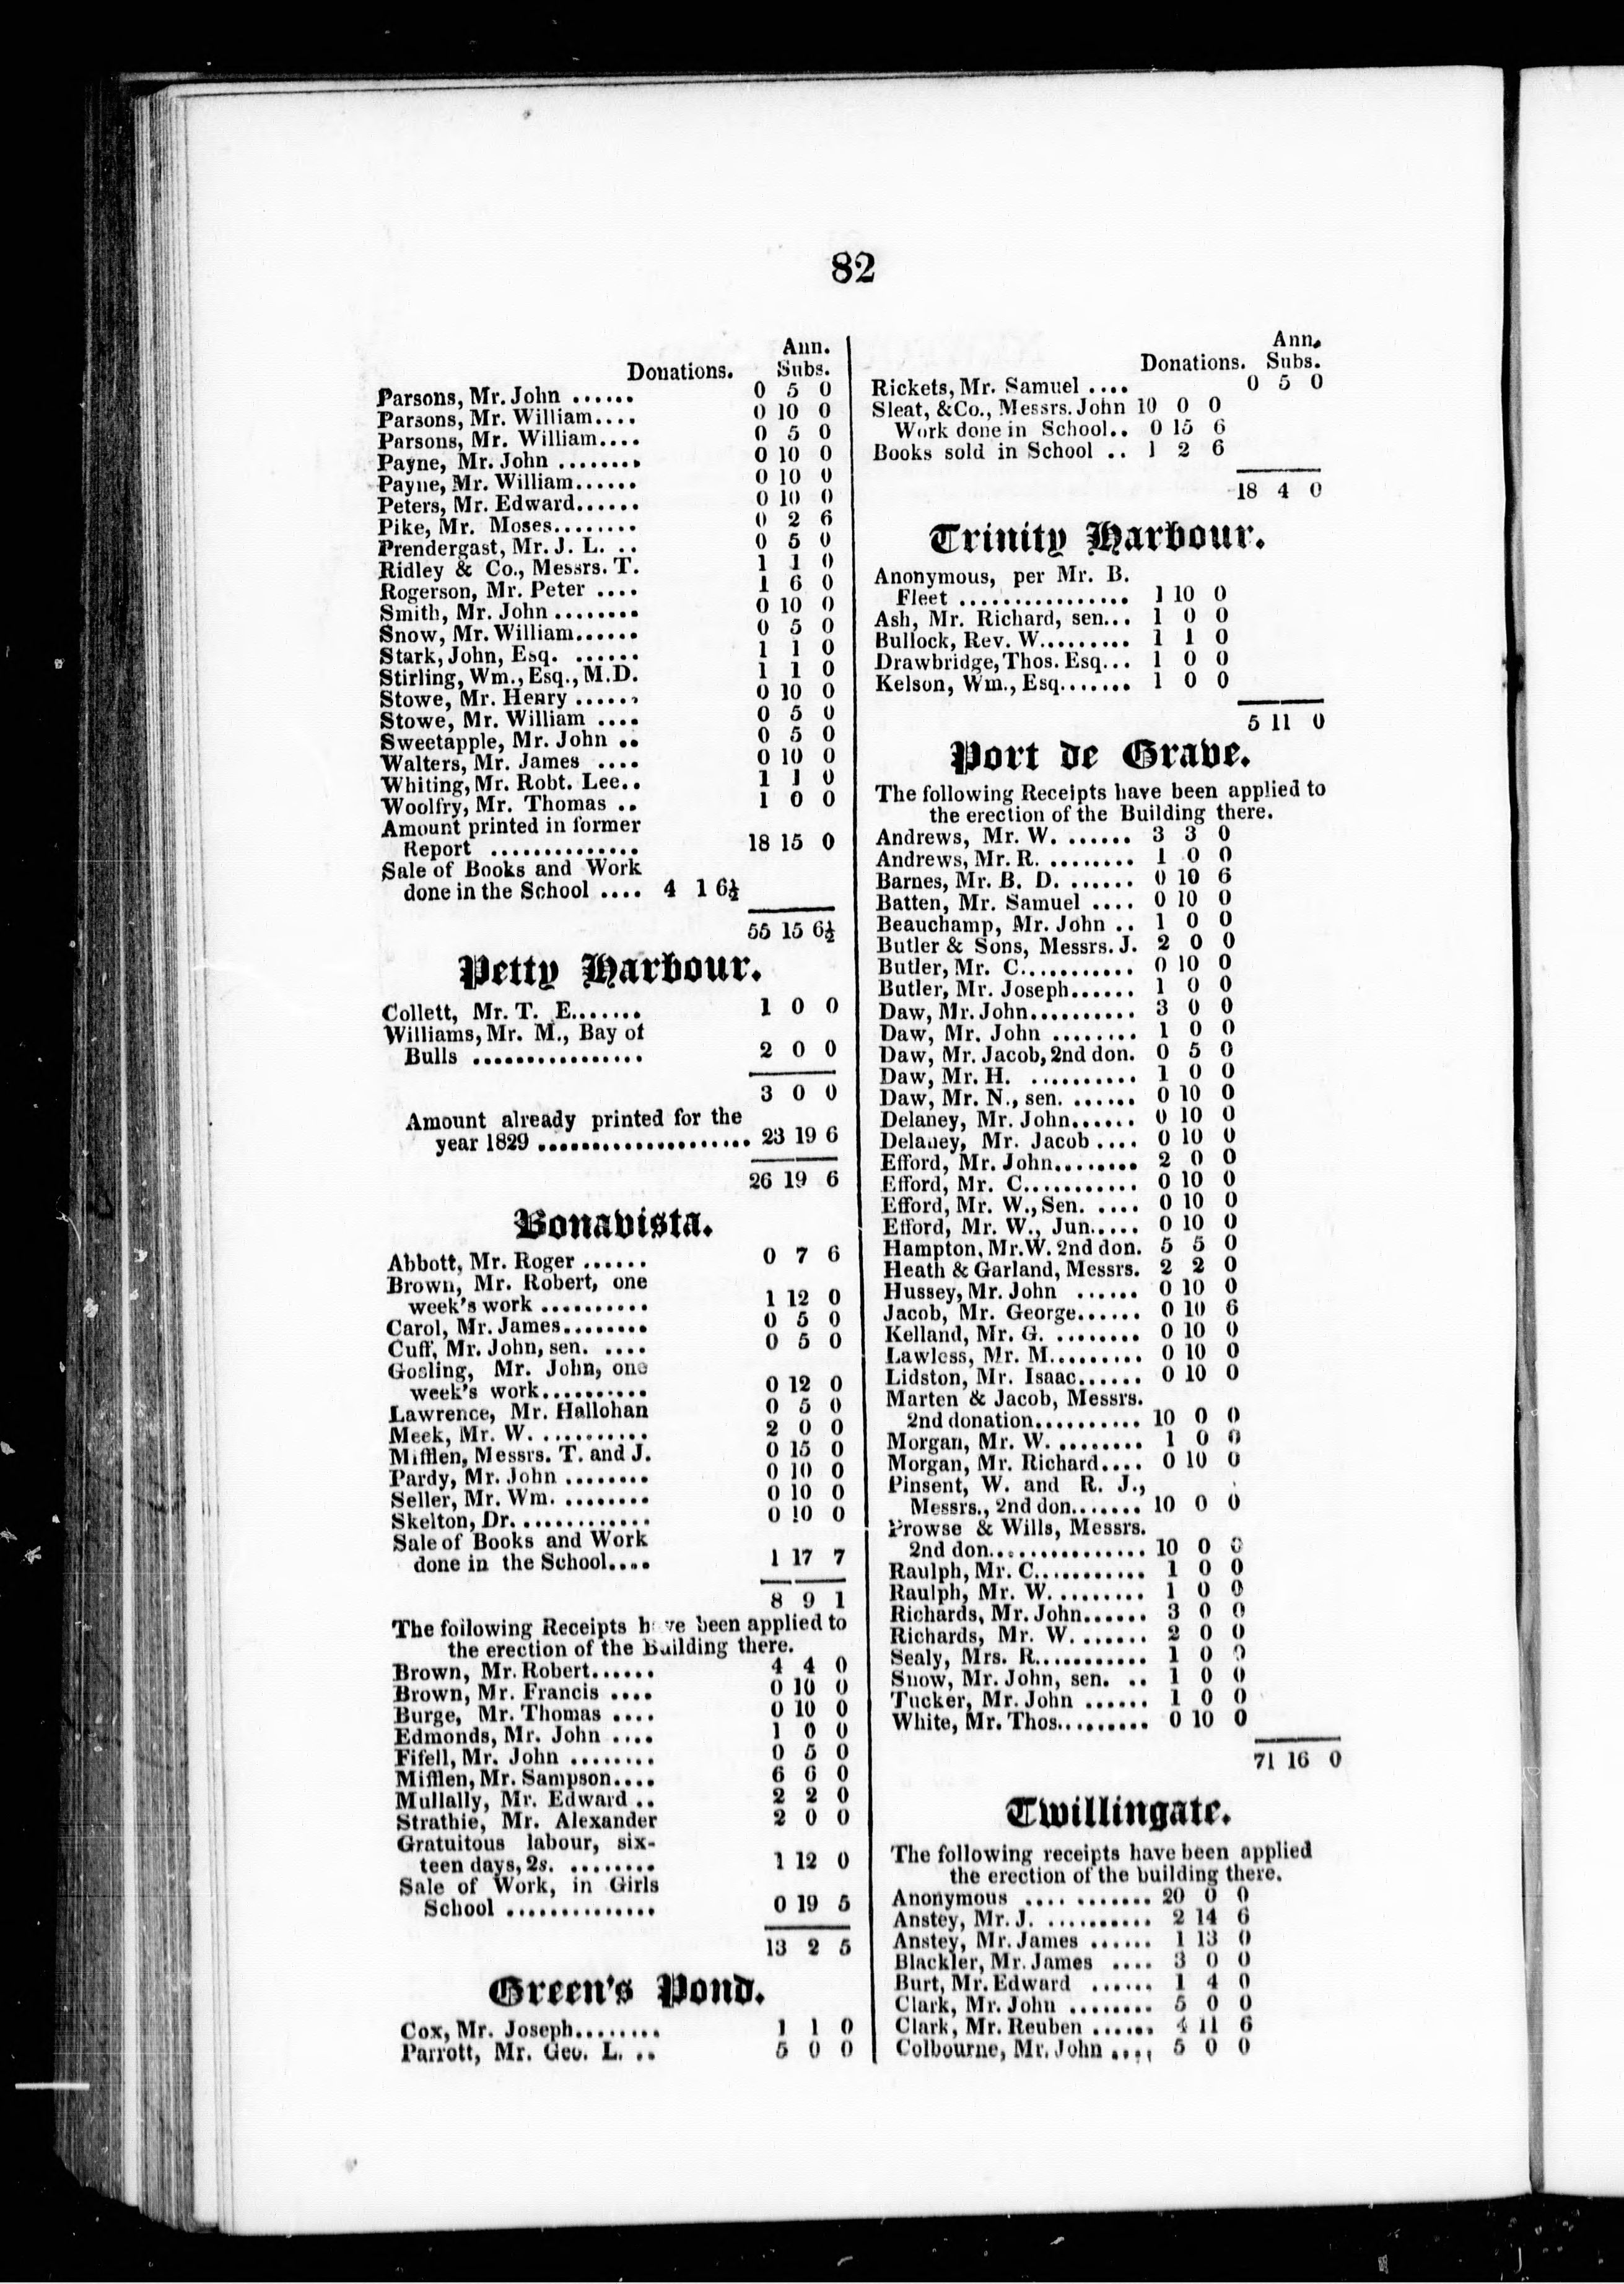 82
Ann.
Donations. Subs.
Parsons, Mr. John ...... 0 5 0
Parsons, Mr. William.... 0 10 0
Parsons, Mr. William.... 0 5 0
Payne, Mr. John ........ 0 10 0
Payne, Mr. William...... 0 10 0
Peters, Mr. Edward...... 0 10 0
Pike, Mr. Moses........ 0 2 6
Prendergast, Mr. J. L. .. 0 5 0
Ridley & Co., Messrs. T. 1 1 0
Rogerson, Mr. Peter .... 1 6 0
Smith, Mr. John ........ 0 10 0
Snow, Mr. William...... 0 5 0
Stark, John, Esq. ...... 1 1 0
Stirling, Wm., Esq., M.D. 1 1 0
Stowe, Mr. Henry ...... 0 10 0
Stowe, Mr. William .... 0 5 0
Sweetapple, Mr. John .. 0 5 0
Walters, Mr. James .... 0 10 0
Whiting, Mr. Robt. Lee.. 1 1 0
Woolfry, Mr. Thomas .. 1 0 0
Amount printed in former
Report .............. 18 15 0
Sale of Books and Work
done in the School .... 4 1 6½
55 15 6½
Petty Harbour.
Collett, Mr. T. E....... 1 0 0
Williams, Mr. M., Bay of
Bulls ................ 2 0 0
3 0 0
Amount already printed for the
year 1829 ..................... 23 19 6
26 19 6
Bonavista.
Abbott, Mr. Roger ...... 0 7 6
Brown, Mr. Robert, one
week's work .......... 1 12 0
Carol, Mr. James........ 0 5 0
Cuff, Mr. John, sen. .... 0 5 0
Gosling, Mr. John, one
week's work.......... 0 12 0
Lawrence, Mr. Hallohan 0 5 0
Meek, Mr. W. ........... 2 0 0
Mifflen, Messrs. T. and J. 0 15 0
Pardy, Mr. John ........ 0 10 0
Seller, Mr. Wm. ........ 0 10 0
Skelton, Dr. ............ 0 10 0
Sale of Books and Work
done in the School.... 1 17 7
8 9 1
The following Receipts have been applied to
the erection of the Building there.
Brown, Mr. Robert...... 4 4 0
Brown, Mr. Francis .... 0 10 0
Burge, Mr. Thomas .... 0 10 0
Edmonds, Mr. John .... 1 0 0
Fifell, Mr. John ........ 0 5 0
Mifflen, Mr. Sampson.... 6 6 0
Mullally, Mr. Edward .. 2 2 0
Strathie, Mr. Alexander 2 0 0
Gratuitous labour, six-
teen days, 2s. ........ 1 12 0
Sale of Work, in Girls
School .............. 0 19 5
13 2 5
Green's Pond.
Cox, Mr. Joseph........ 1 1 0
Parrott, Mr. Geo. L. .. 5 0 0
Ann.
Donations. Subs.
Rickets, Mr. Samuel .... 0 5 0
Sleat, &Co., Messrs. John 10 0 0
Work done in School.. 0 15 6
Books sold in School .. 1 2 6
18 4 0
Trinity Harbour.
Anonymous, per Mr. B.
Fleet ................ 1 10 0
Ash, Mr. Richard, sen... 1 0 0
Bullock, Rev. W......... 1 1 0
Drawbridge, Thos. Esq... 1 0 0
Kelson, Wm., Esq....... 1 0 0
5 11 0
Port de Grave.
The following Receipts have been applied to
the erection of the Building there.
Andrews, Mr. W. ....... 3 3 0
Andrews, Mr. R. ........ 1 0 0
Barnes, Mr. B. D. ...... 0 10 6
Batten, Mr. Samuel .... 0 10 0
Beauchamp, Mr. John .. 1 0 0
Butler & Sons, Messrs. J. 2 0 0
Butler, Mr. C........... 0 10 0
Butler, Mr. Joseph...... 1 0 0
Daw, Mr. John.......... 3 0 0
Daw, Mr. John ........ 1 0 0
Daw, Mr. Jacob, 2nd don. 0 5 0
Daw, Mr. H. .......... 1 0 0
Daw, Mr. N., sen. ...... 0 10 0
Delaney, Mr. John...... 0 10 0
Delaney, Mr. Jacob .... 0 10 0
Efford, Mr. John........ 2 0 0
Efford, Mr. C........... 0 10 0
Efford, Mr. W., Sen. .... 0 10 0
Efford, Mr. W., Jun..... 0 10 0
Hampton, Mr.W. 2nd don. 5 5 0
Heath & Garland, Messrs. 2 2 0
Hussey, Mr. John ...... 0 10 0
Jacob, Mr. George...... 0 10 6
Kelland, Mr. G. ........ 0 10 0
Lawless, Mr. M......... 0 10 0
Lidston, Mr. Isaac...... 0 10 0
Marten & Jacob, Messrs.
2nd donation.......... 10 0 0
Morgan, Mr. W. ........ 1 0 0
Morgan, Mr. Richard.... 0 10 0
Pinsent, W. and R. J.,
Messrs., 2nd don....... 10 0 0
Prowse & Wills, Messrs.
2nd don............... 10 0 0
Raulph, Mr. C........... 1 0 0
Raulph, Mr. W. ........ 1 0 0
Richards, Mr. John...... 3 0 0
Richards, Mr. W. ....... 2 0 0
Sealy, Mrs. R........... 1 0 0
Snow, Mr. John, sen. .. 1 0 0
Tucker, Mr. John ...... 1 0 0
White, Mr. Thos......... 0 10 0
71 16 0
Twillingate.
The following receipts have been applied
the erection of the building there.
Anonymous .... ....... 20 0 0
Anstey, Mr. J. .......... 2 14 6
Anstey, Mr. James ...... 1 13 0
Blackler, Mr. James .... 3 0 0
Burt, Mr. Edward ...... 1 4 0
Clark, Mr. John ........ 5 0 0
Clark, Mr. Reuben ...... 4 11 6
Colbourne, Mr. John .... 5 0 0